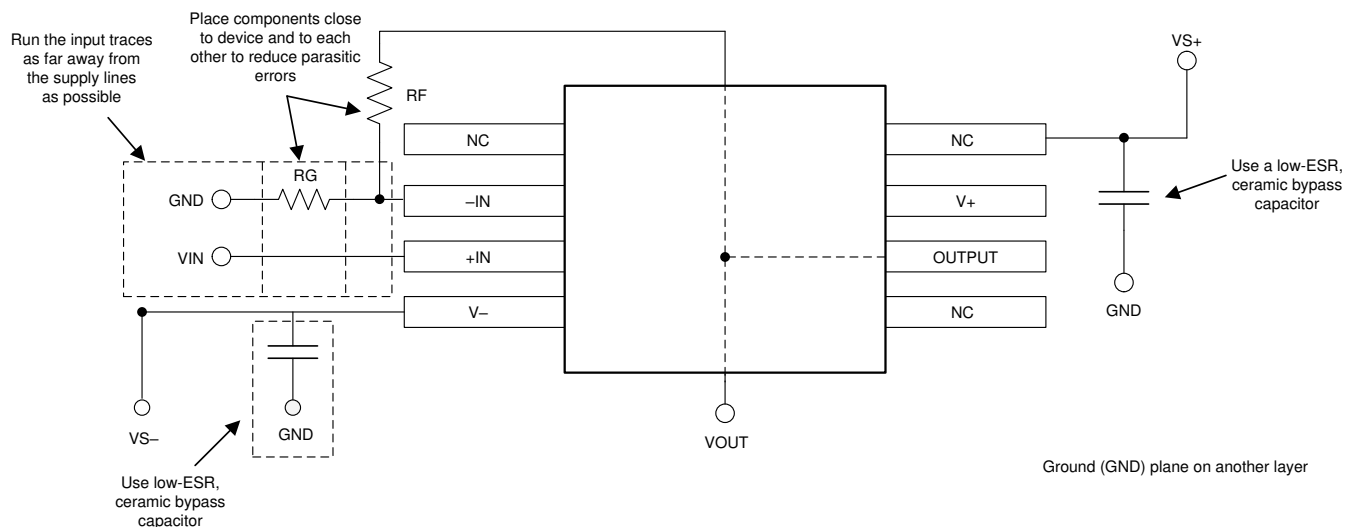 Place components close
to device and to each
other to reduce parasitic
errors
Run the input traces
as far away from
the supply lines
as possible
VS+
RF
NC
NC
Use a low-ESR,
ceramic bypass
capacitor
RG
GND
–IN
V+
VIN
+IN
OUTPUT
GND
V–
NC
VS–
GND
VOUT
Use low-ESR,
ceramic bypass
capacitor
Ground (GND) plane on another layer